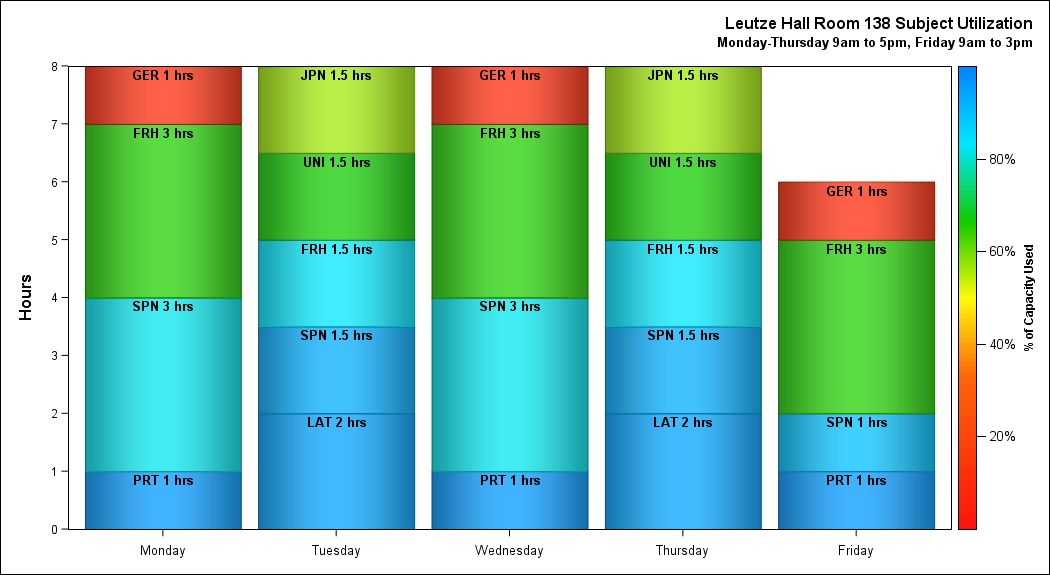 Leutze Hall Room 138 Subject Utilization
Monday-Thursday 9am to 5pm, Friday 9am to 3pm
Hours
8
7
6
5
4
3
2
1
0
GER 1 hrs
FRH 3 hrs
SPN 3 hrs
PRT 1 hrs
JPN 1.5 hrs
UNI 1.5 hrs
FRH 1.5 hrs
SPN 1.5 hrs
LAT 2 hrs
GER 1 hrs
FRH 3 hrs
SPN 3 hrs
PRT 1 hrs
JPN 1.5 hrs
UNI 1.5 hrs
FRH 1.5 hrs
SPN 1.5 hrs
LAT 2 hrs
GER 1 hrs
FRH 3 hrs
SPN 1 hrs
PRT 1 hrs
Monday
Tuesday
Wednesday
Thursday
Friday
80%
60%
40%
20%
% of Capacity Used